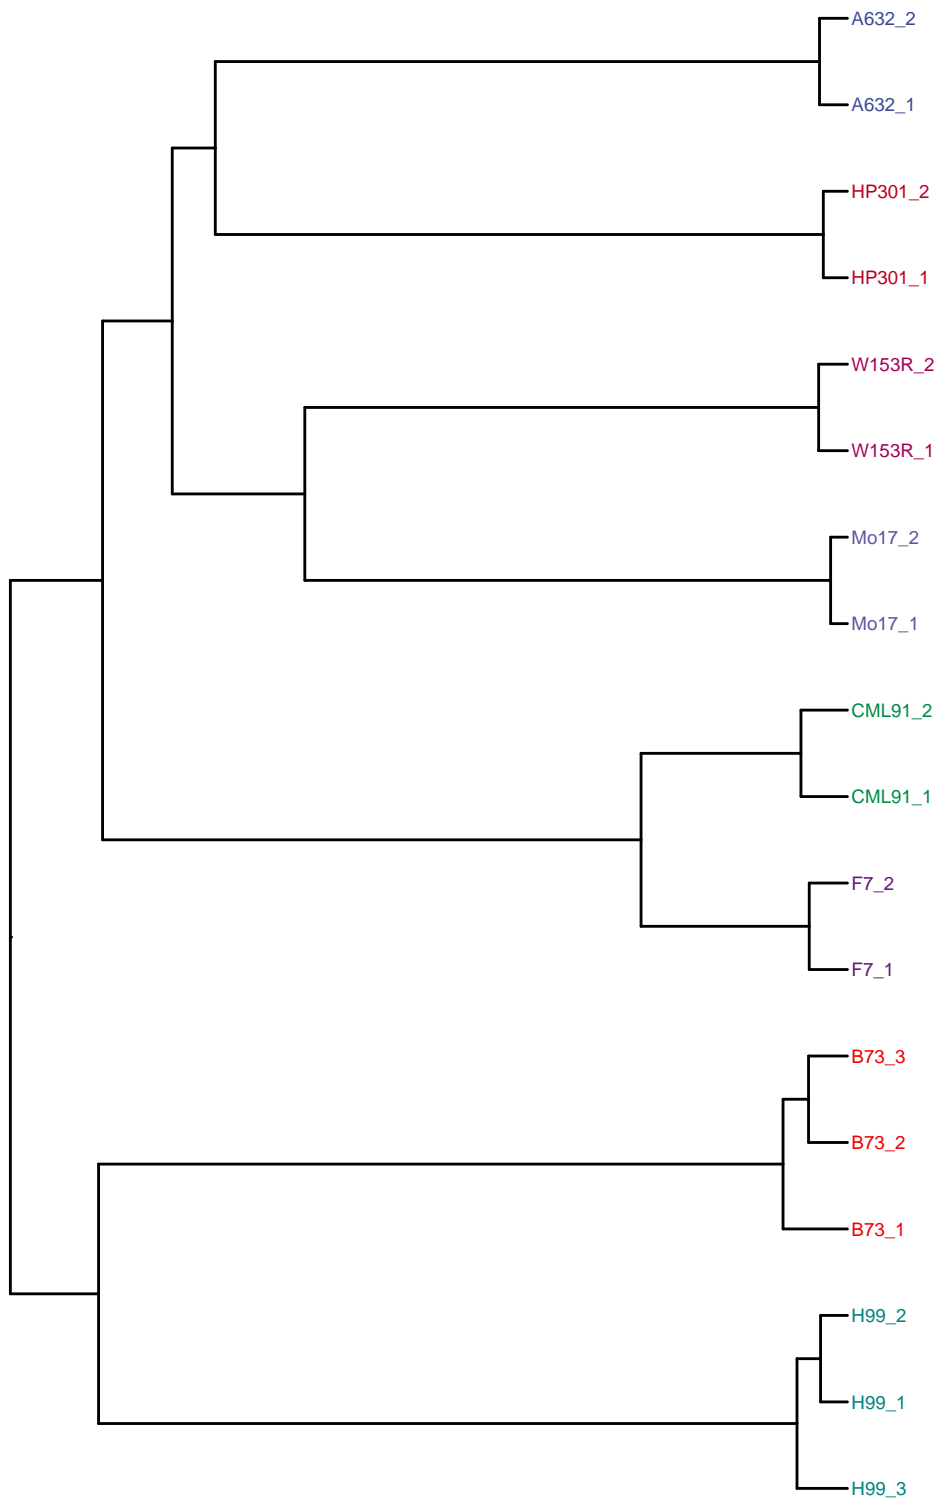 A632_2
A632_1
HP301_2
HP301_1
W153R_2
W153R_1
Mo17_2
Mo17_1
CML91_2
CML91_1
F7_2
F7_1
B73_3
B73_2
B73_1
H99_2
H99_1
H99_3